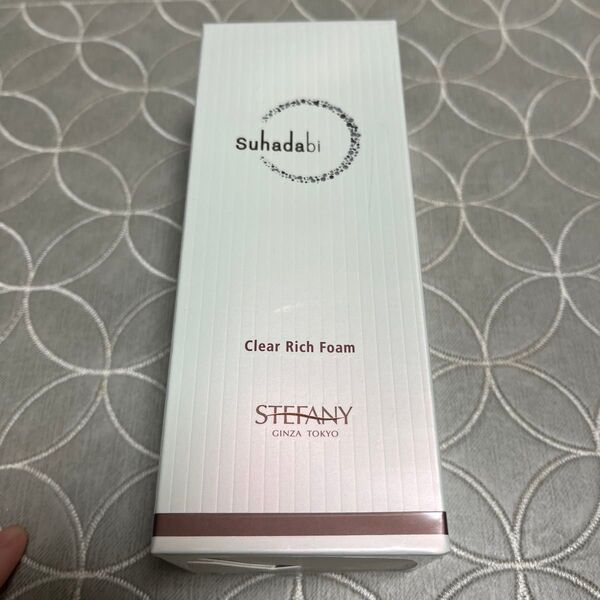 Suhadabi
Clear Rich Foam
STEFANY
GINZA TOKYO